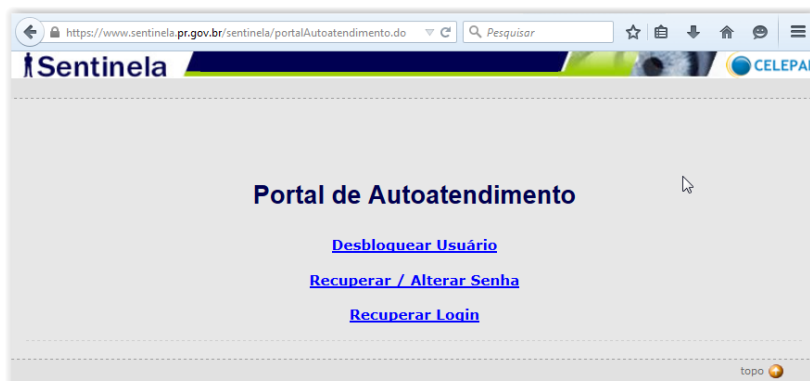 https://www.sentinela.pr.gov.br/sentinela/portalAutoatendimento.do Pesquisar
Sentinela CELEPAR
Portal de Autoatendimento
Desbloquear Usuário
Recuperar / Alterar Senha
Recuperar Login
topo